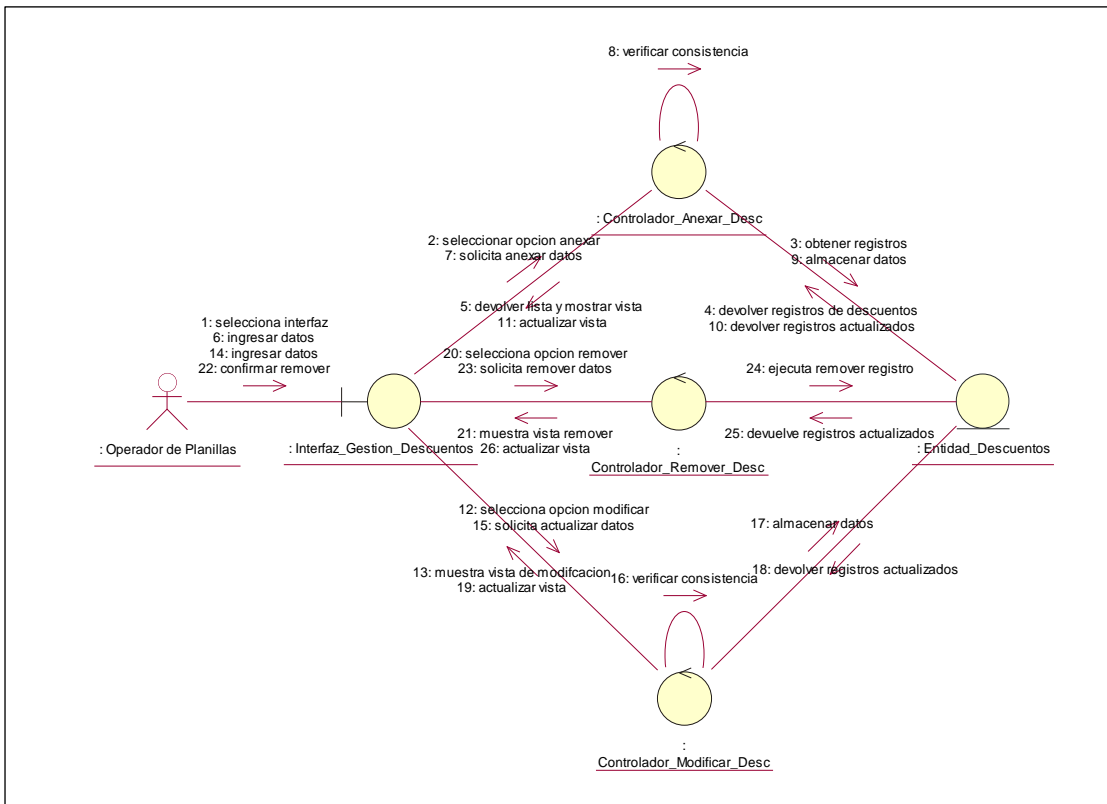 8: verificar consistencia
: Controlador_Anexar_Desc
2: seleccionar opcion anexar
7: solicita anexar datos
3: obtener registros
9: almacenar datos
5: devolver lista y mostrar vista
11: actualizar vista
4: devolver registros de descuentos
10: devolver registros actualizados
1: selecciona interfaz
6: ingresar datos
14: ingresar datos
22: confirmar remover
20: selecciona opcion remover
23: solicita remover datos
24: ejecuta remover registro
21: muestra vista remover
26: actualizar vista
25: devuelve registros actualizados
: Operador de Planillas
: Interfaz_Gestion_Descuentos
:
Controlador_Remover_Desc
: Entidad_Descuentos
12: selecciona opcion modificar
15: solicita actualizar datos
17: almacenar datos
13: muestra vista de modifcacion
19: actualizar vista
16: verificar consistencia
18: devolver registros actualizados
:
Controlador_Modificar_Desc